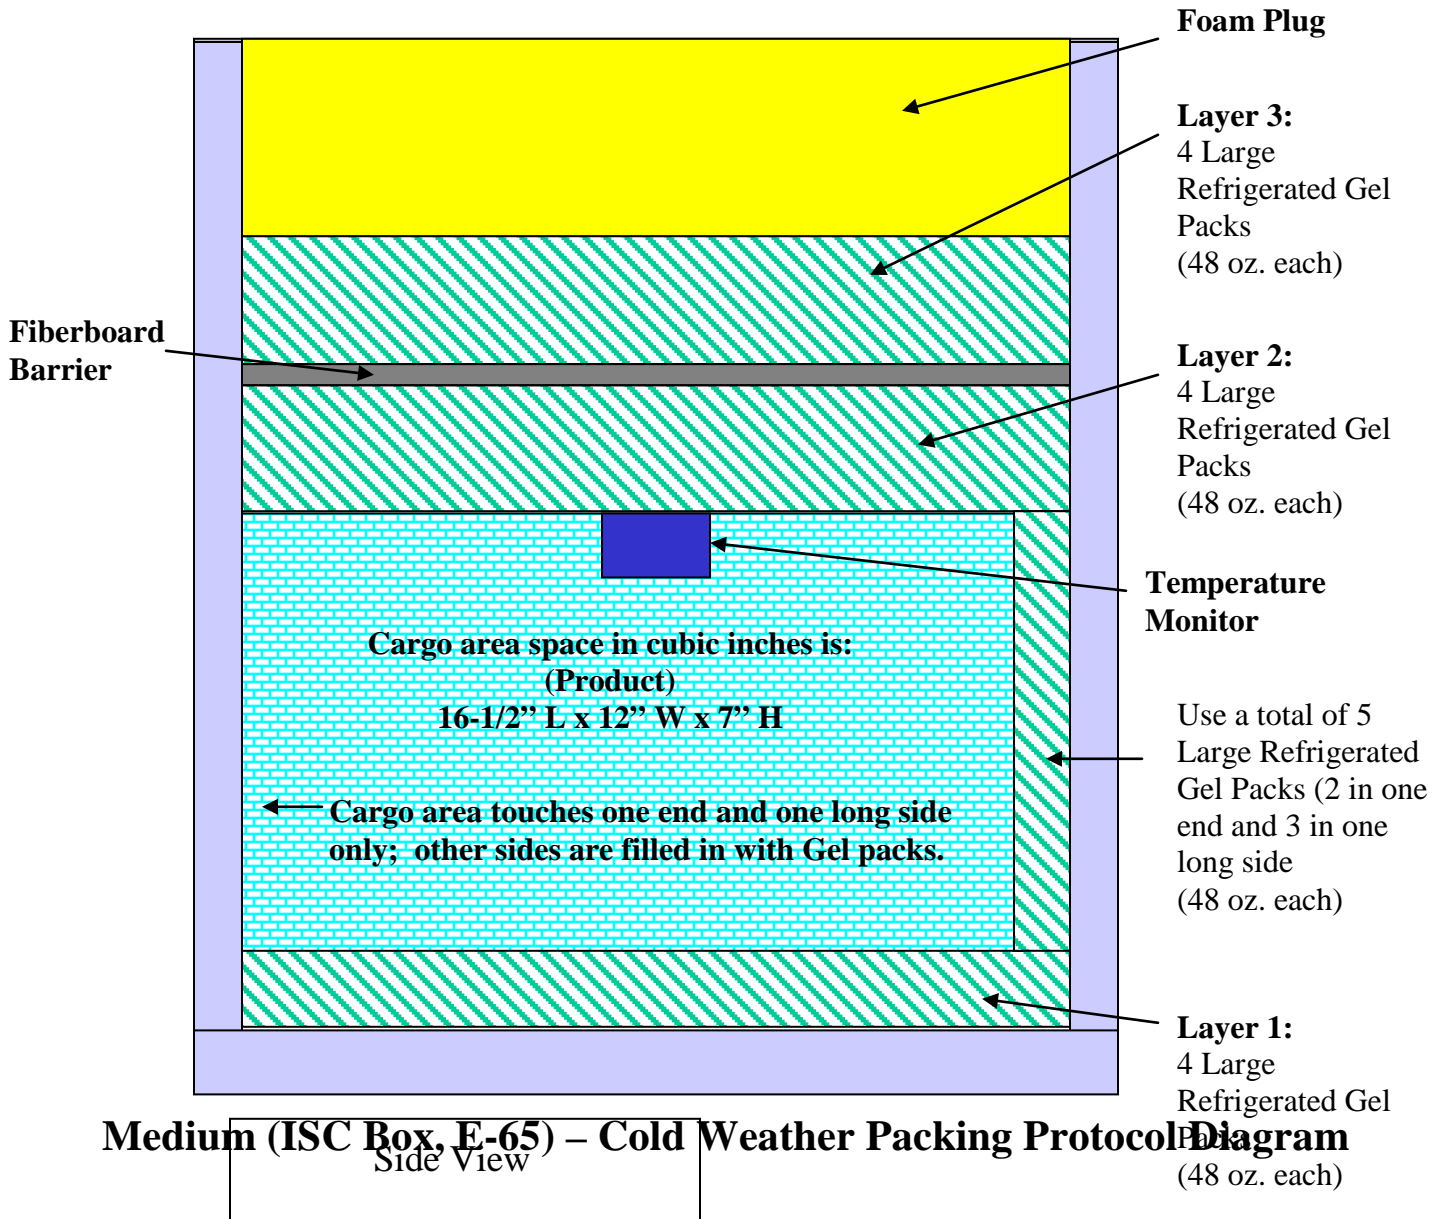 Foam Plug
Layer 3:
4 Large
Refrigerated Gel
Packs
(48 oz. each)
Fiberboard
Barrier
Layer 2:
4 Large
Refrigerated Gel
Packs
(48 oz. each)
Temperature
Monitor
Cargo area space in cubic inches is:
(Product)
16-1/2” L x 12” W x 7” H
Use a total of 5
Large Refrigerated
Gel Packs (2 in one
end and 3 in one
long side
(48 oz. each)
Cargo area touches one end and one long side
only;  other sides are filled in with Gel packs.
Layer 1:
4 Large
Refrigerated Gel
Packs
(48 oz. each)
Medium (ISC Box, E-65) – Cold Weather Packing Protocol Diagram
Side View